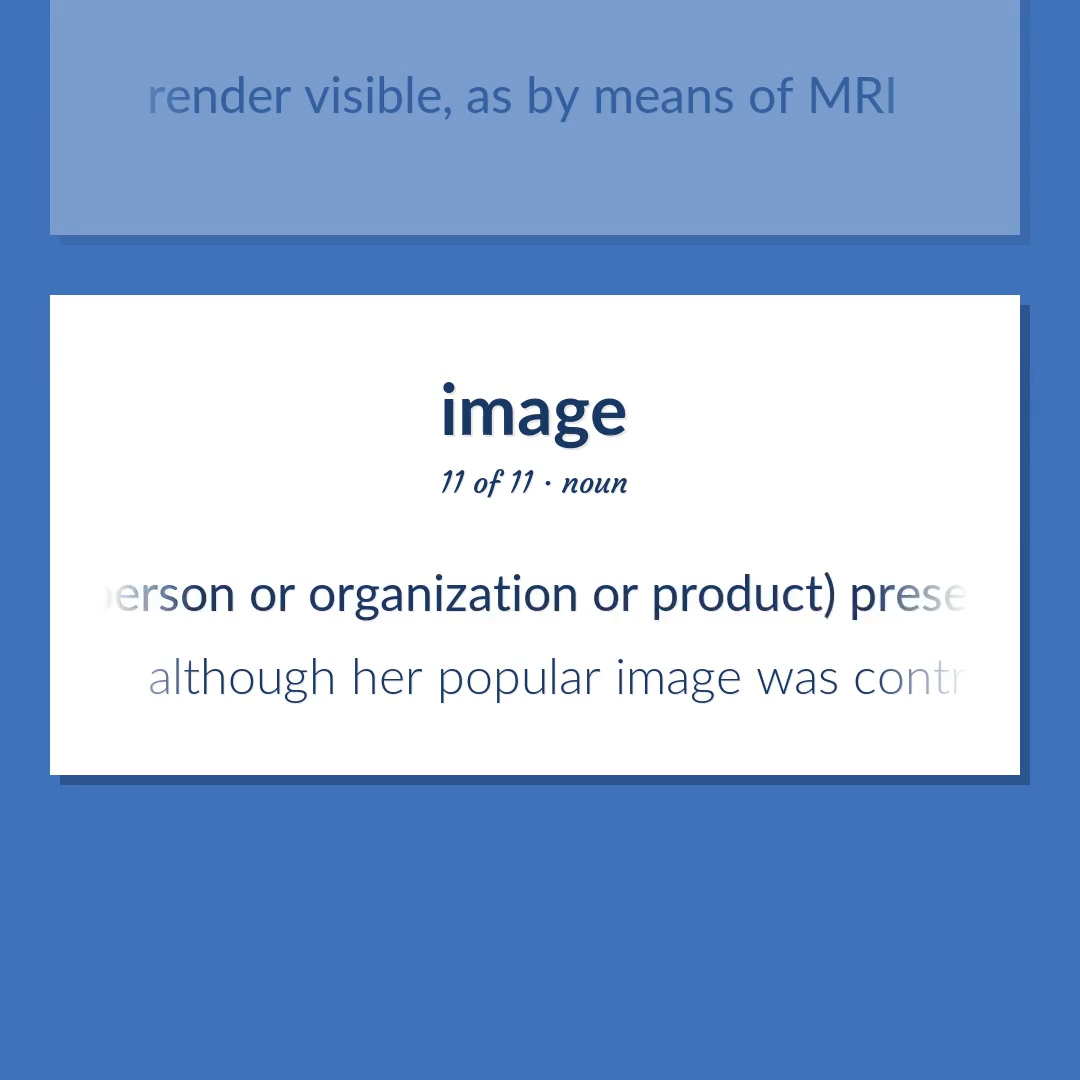 render visible, as by means of MRI
image
11 of 11 · noun
person or organization or product) prese
although her popular image was contr